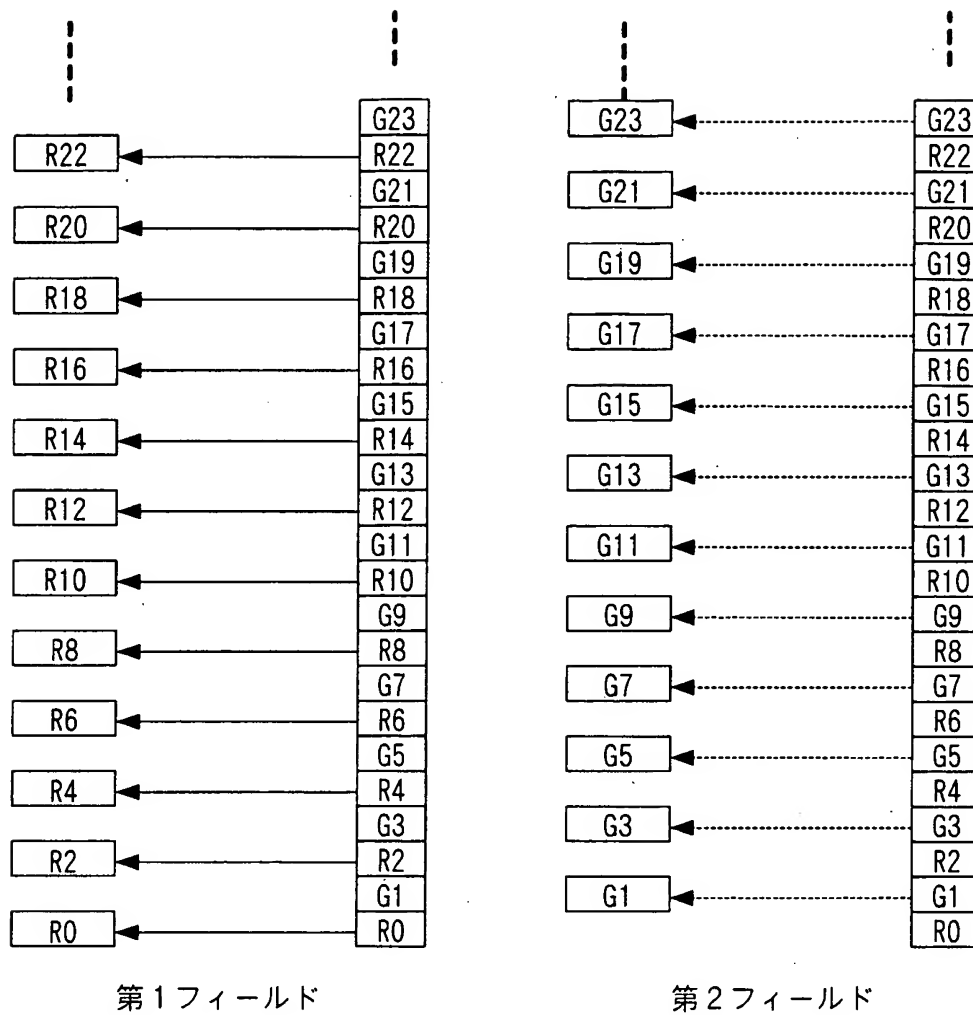 G23 G23 G23
R22 R22 R22
G21 G21 G21
R20 R20 R20
G19 G19 G19
R18 R18 R18
G17 G17 G17
R16 R16 R16
G15 G15 G15
R14 R14 R14
G13 G13 G13
R12 R12 R12
G11 G11 G11
R10 R10 R10
G9 G9 G9
R8 R8 R8
G7 G7 G7
R6 R6 R6
G5 G5 G5
R4 R4 R4
G3 G3 G3
R2 R2 R2
G1 G1 G1
R0 R0 R0
第1フィールド 第2フィールド